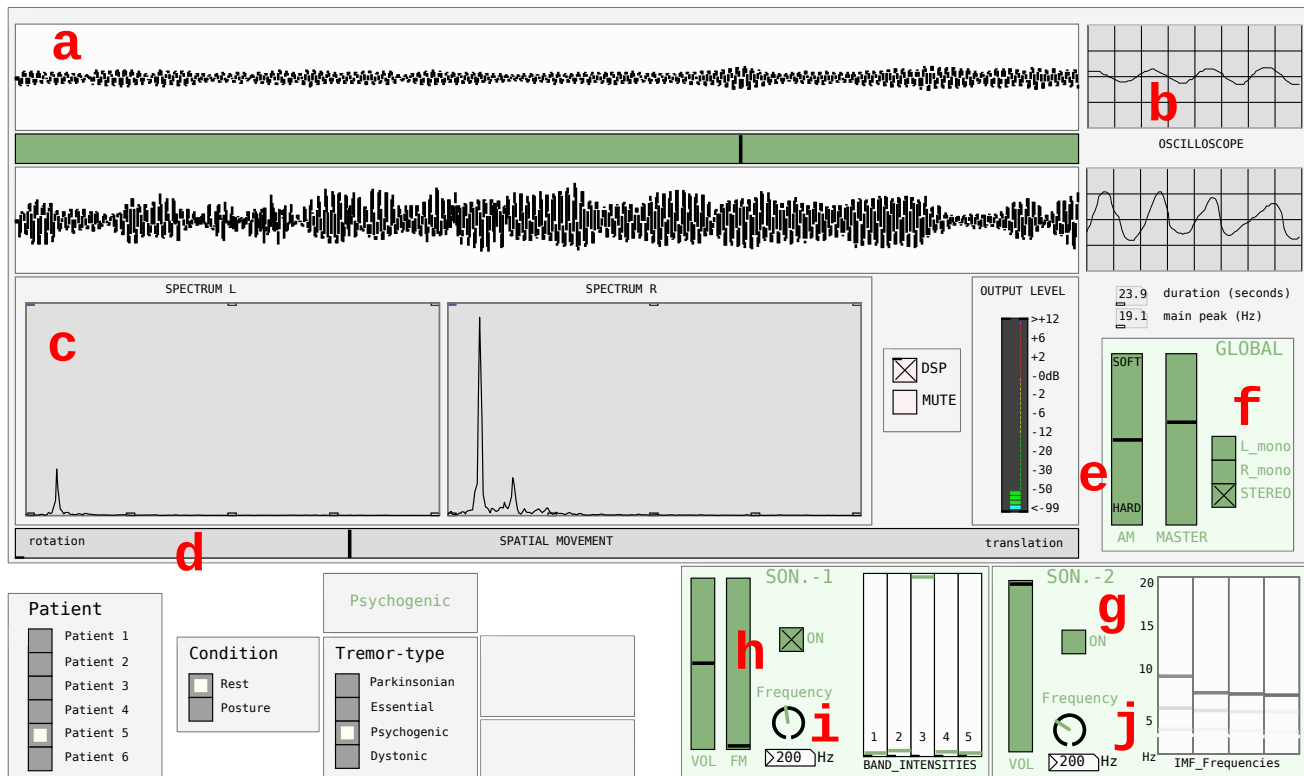 a
b
OSCILLOSCOPE
SPECTRUM L
SPECTRUM R
OUTPUT LEVEL
23.9 duration (seconds)
19.1 main peak (Hz)
c
>+12
+6
+2
-0dB
-2
-6
-12
-20
-30
-50
<-99
DSP
MUTE
GLOBAL
SOFT
HARD
AM
MASTER
e
f
L_mono
R_mono
STEREO
rotation
d
SPATIAL MOVEMENT
translation
Patient
Patient 1
Patient 2
Patient 3
Patient 4
Patient 5
Patient 6
Condition
Rest
Posture
Psychogenic
Tremor-type
Parkinsonian
Essential
Psychogenic
Dystonic
SON.-1
h
ON
Frequency
i
200 Hz
VOL
FM
1 2 3 4 5
BAND_INTENSITIES
SON.-2
g
ON
Frequency
j
200 Hz
VOL
20
15
10
5
Hz
IMF_Frequencies